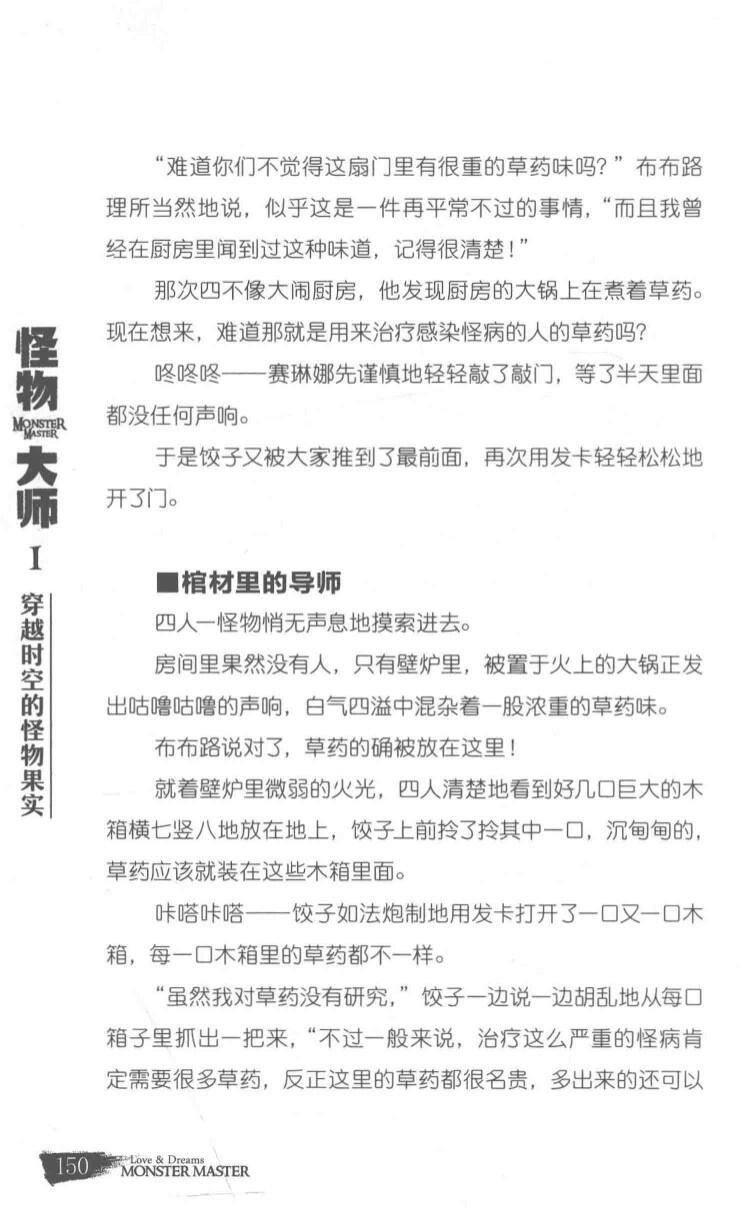 “难道你们不觉得这扇门里有很重的草药味吗？”布布路
理所当然地说，似乎这是一件再平常不过的事情，“而且我曾
经在厨房里闻到过这种味道，记得很清楚！”
那次四不像大闹厨房，他发现厨房的大锅上在煮着草药。
现在想来，难道那就是用来治疗感染怪病的人的草药吗？
咚咚咚——赛琳娜先谨慎地轻轻敲了敲门，等了半天里面
都没任何声响。
于是饺子又被大家推到了最前面，再次用发卡轻轻松松地
开了门。
■棺材里的导师
四人一怪物悄无声息地摸索进去。
房间里果然没有人，只有壁炉里，被置于火上的大锅正发
出咕噜咕噜的声响，白气四溢中混杂着一股浓重的草药味。
布布路说对了，草药的确被放在这里！
就着壁炉里微弱的火光，四人清楚地看到好几口巨大的木
箱横七竖八地放在地上，饺子上前拎了拎其中一口，沉甸甸的，
草药应该就装在这些木箱里面。
咔嗒咔嗒——饺子如法炮制地用发卡打开了一口又一口木
箱，每一口木箱里的草药都不一样。
“虽然我对草药没有研究，”饺子一边说一边胡乱地从每口
箱子里抓出一把来，“不过一般来说，治疗这么严重的怪病肯
定需要很多草药，反正这里的草药都很名贵，多出来的还可以
怪物
MONSTER
MASTER
大师
I
穿越时空的怪物果实
150
Love & Dreams
MONSTER MASTER